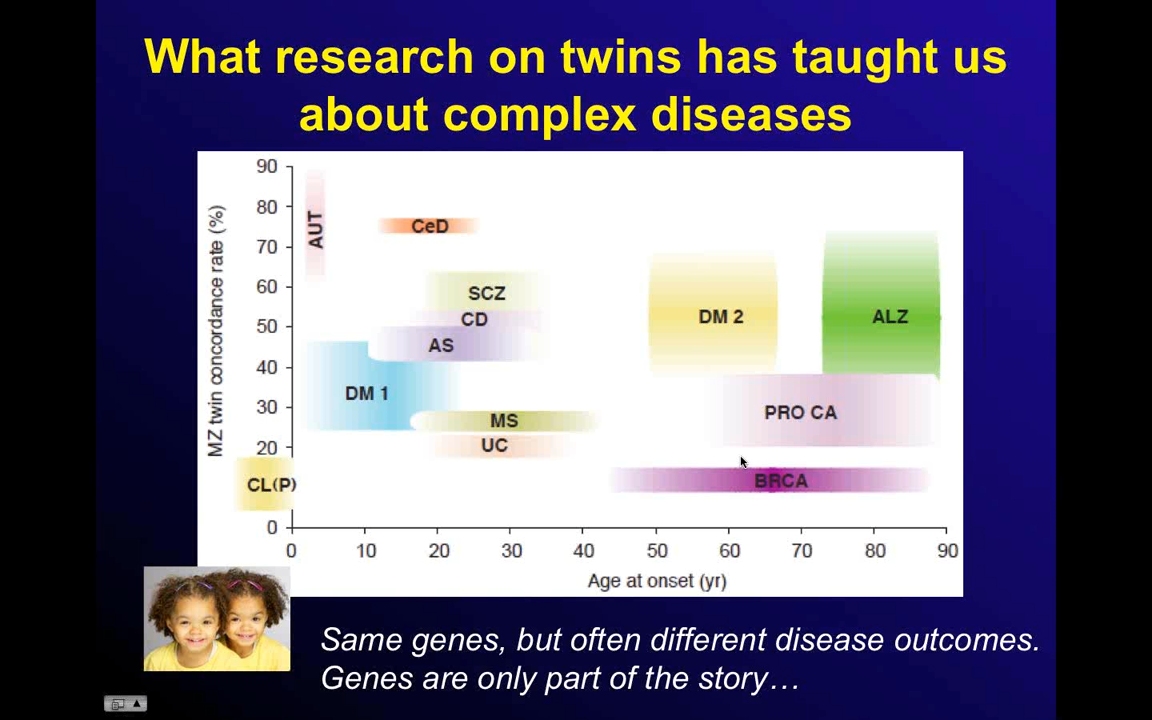 What research on twins has taught us
about complex diseases
MZ twin concordance rate (%)
90
80
70
60
50
40
30
20
0
AUT
CeD
SCZ
CD
AS
DM 1
MS
UC
CL(P)
DM 2
ALZ
PRO CA
BRCA
0 10 20 30 40 50 60 70 80 90
Age at onset (yr)
Same genes, but often different disease outcomes.
Genes are only part of the story…